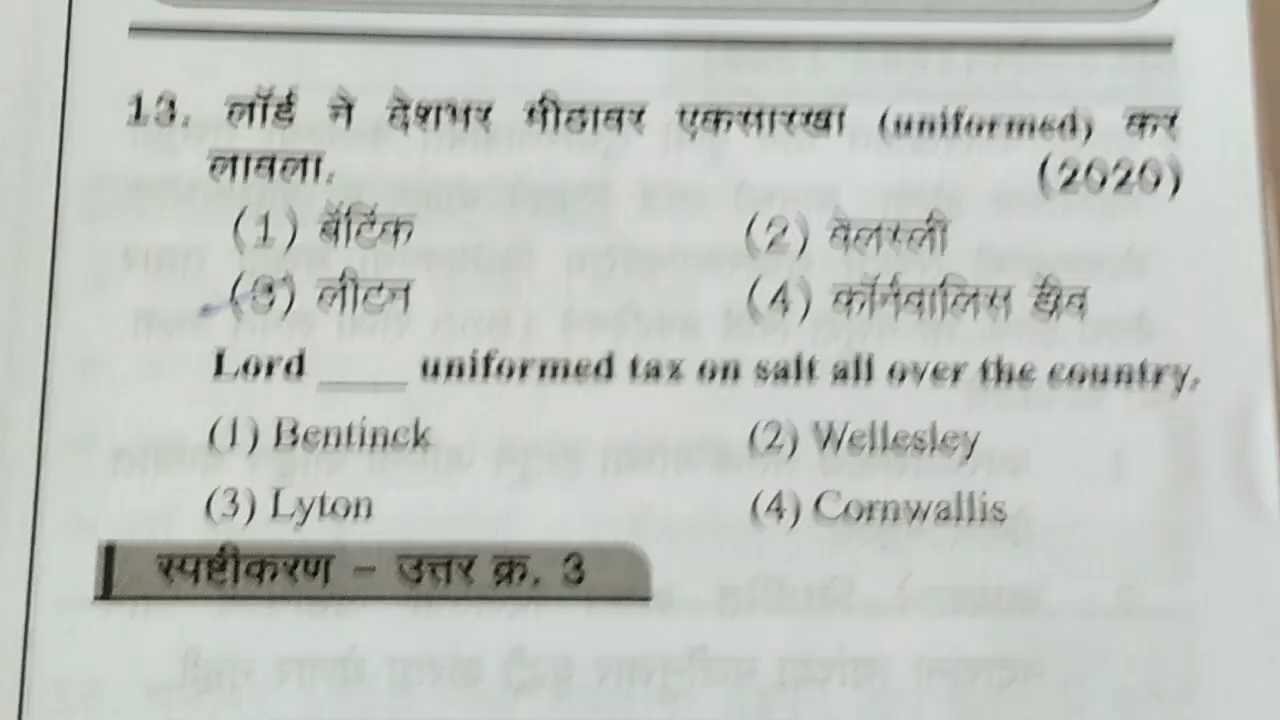 13. लॉर्ड ने देशभर मीठावर एकसारखा (uniformed) कर
लावला. (2020)
(1) बॅटिंक (2) वेलस्ली
(3) लीटन (4) कॉर्नवालिस
Lord ____ uniformed tax on salt all over the country.
(1) Bentinck (2) Wellesley
(3) Lyton (4) Cornwallis
स्पष्टीकरण – उत्तर क्र. 3